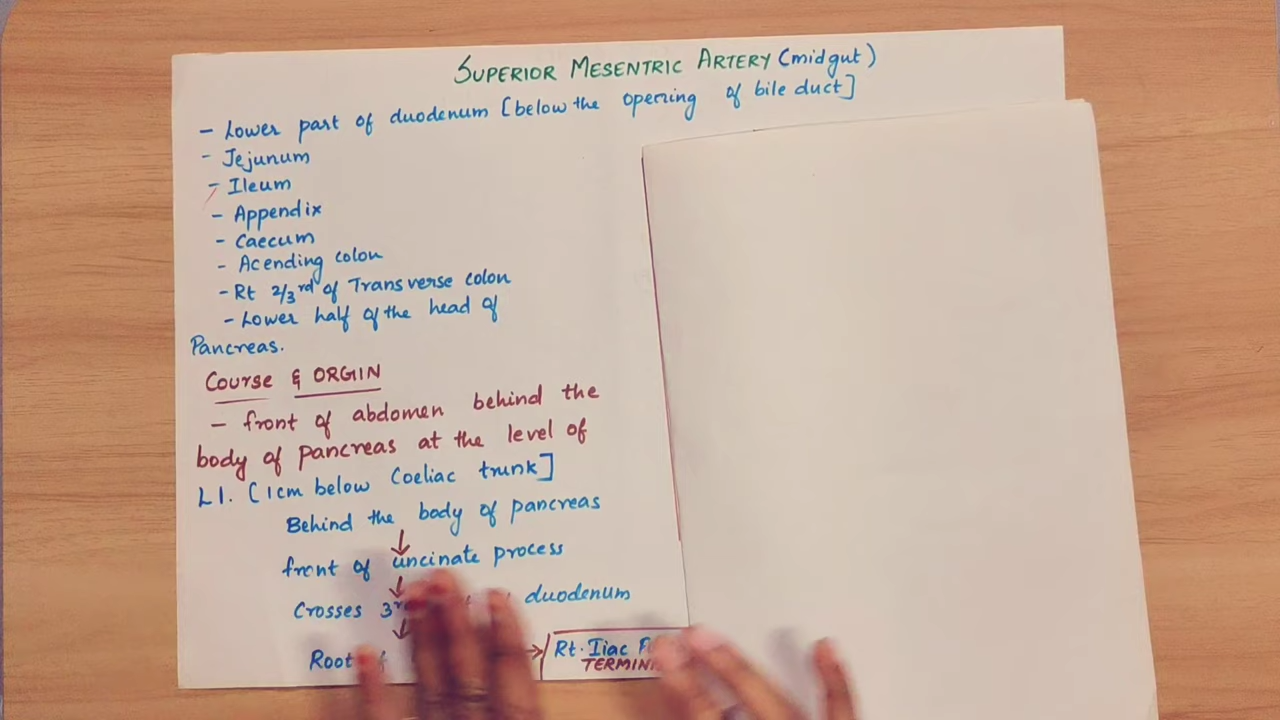 SUPERIOR MESENTRIC ARTERY (midgut)
- Lower part of duodenum [below the opening of bile duct]
- Jejunum
- Ileum
- Appendix
- Caecum
- Acending colon
- Rt 2/3rd of Transverse colon
- Lower half of the head of
Pancreas.
Course & ORGIN
- front of abdomen behind the
body of pancreas at the level of
L1. [1cm below Coeliac trunk]
Behind the body of pancreas
↓
front of uncinate process
↓
Crosses 3rd duodenum
↓
Root → Rt. Iiac